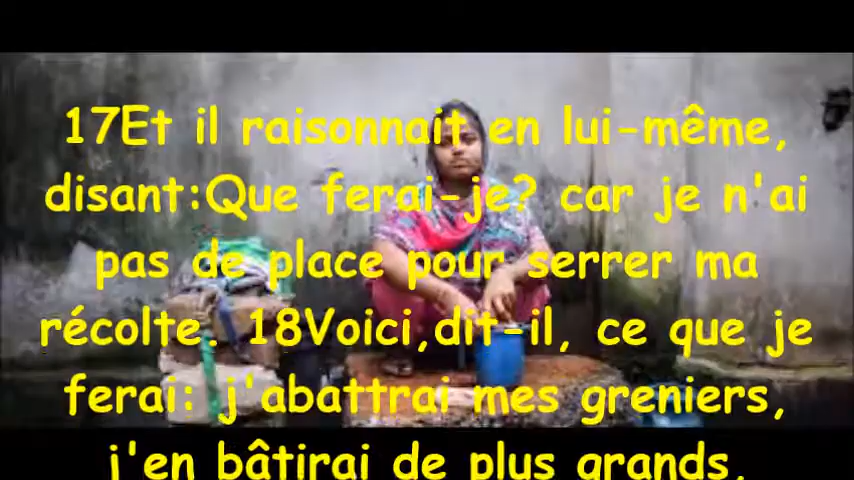 17Et il raisonnait en lui-même,
disant:Que ferai-je? car je n'ai
pas de place pour serrer ma
récolte. 18Voici,dit-il, ce que je
ferai: j'abattrai mes greniers,
j'en bâtirai de plus grands,